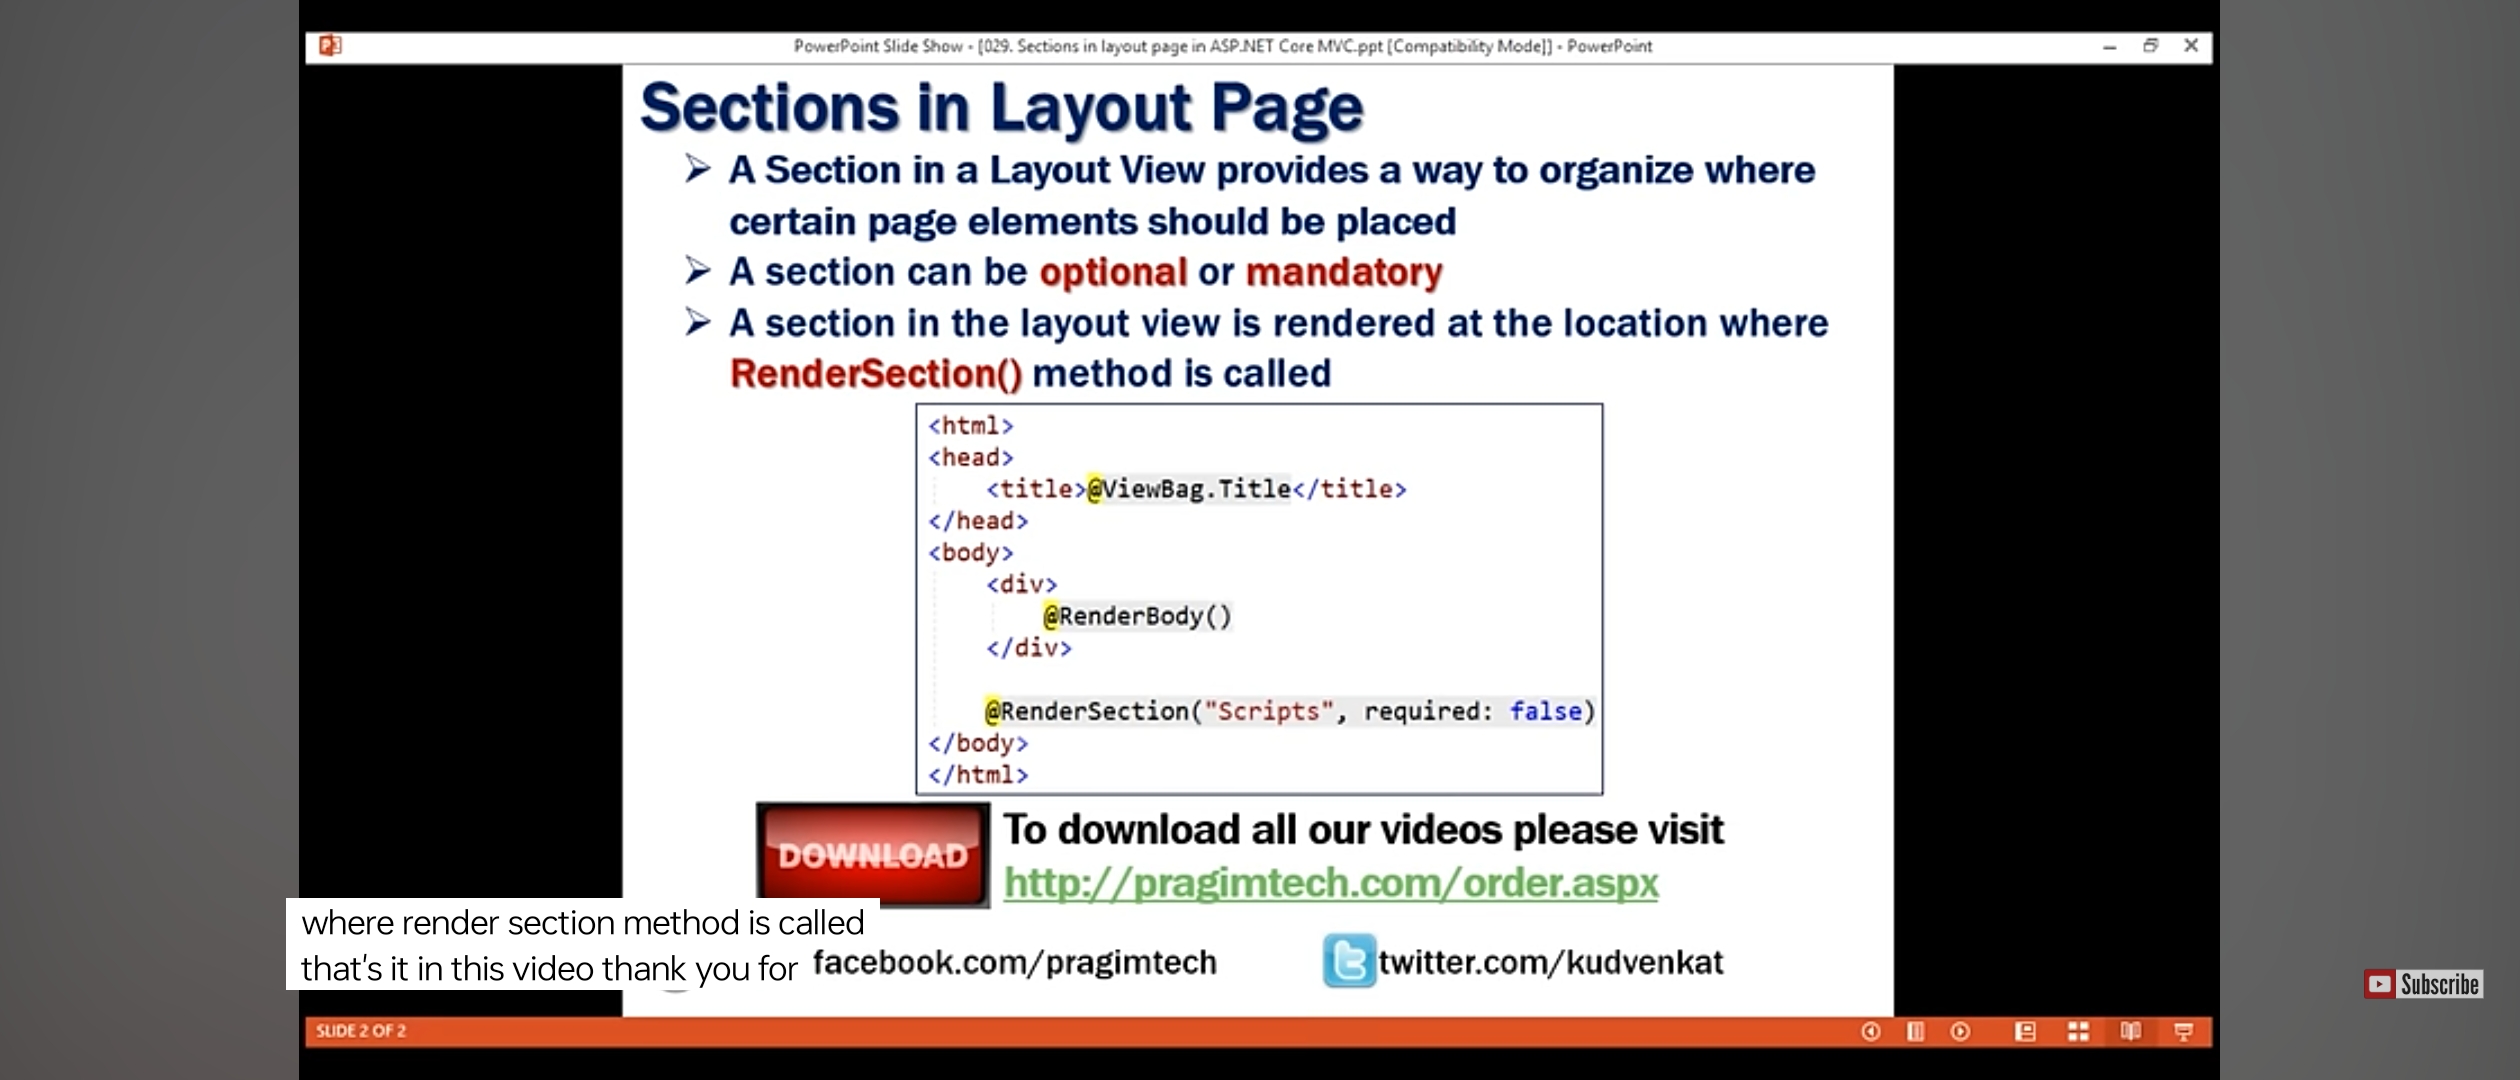 PowerPoint Slide Show - [029. Sections in layout page in ASP.NET Core MVC.ppt [Compatibility Mode]] - PowerPoint
Sections in Layout Page
A Section in a Layout View provides a way to organize where
certain page elements should be placed
A section can be optional or mandatory
A section in the layout view is rendered at the location where
RenderSection() method is called
<html>
<head>
<title>@ViewBag.Title</title>
</head>
<body>
<div>
@RenderBody()
</div>
@RenderSection("Scripts", required: false)
</body>
</html>
DOWNLOAD
To download all our videos please visit
http://pragimtech.com/order.aspx
where render section method is called
that's it in this video thank you for
facebook.com/pragimtech
twitter.com/kudvenkat
Subscribe
SLIDE 2 OF 2